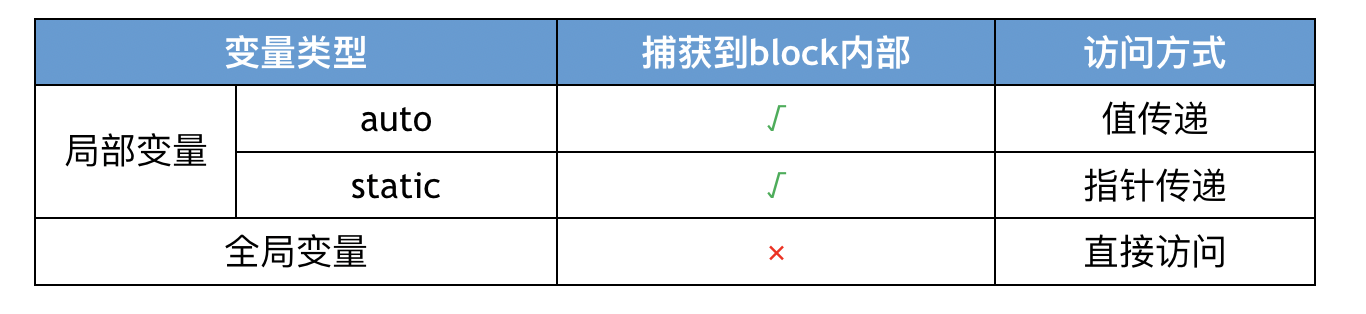 变量类型 捕获到block内部 访问方式
局部变量 auto √ 值传递
static √ 指针传递
全局变量 × 直接访问